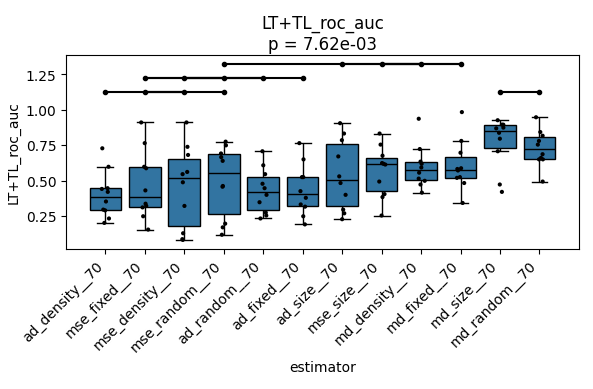 LT+TL_roc_auc
p = 7.62e-03
LT+TL_roc_auc
1.25
1.00
0.75
0.50
0.25
ad_density__70
mse_fixed__70
mse_density__70
mse_random__70
ad_random__70
ad_fixed__70
ad_size__70
mse_size__70
md_density__70
md_fixed__70
md_size__70
md_random__70
estimator